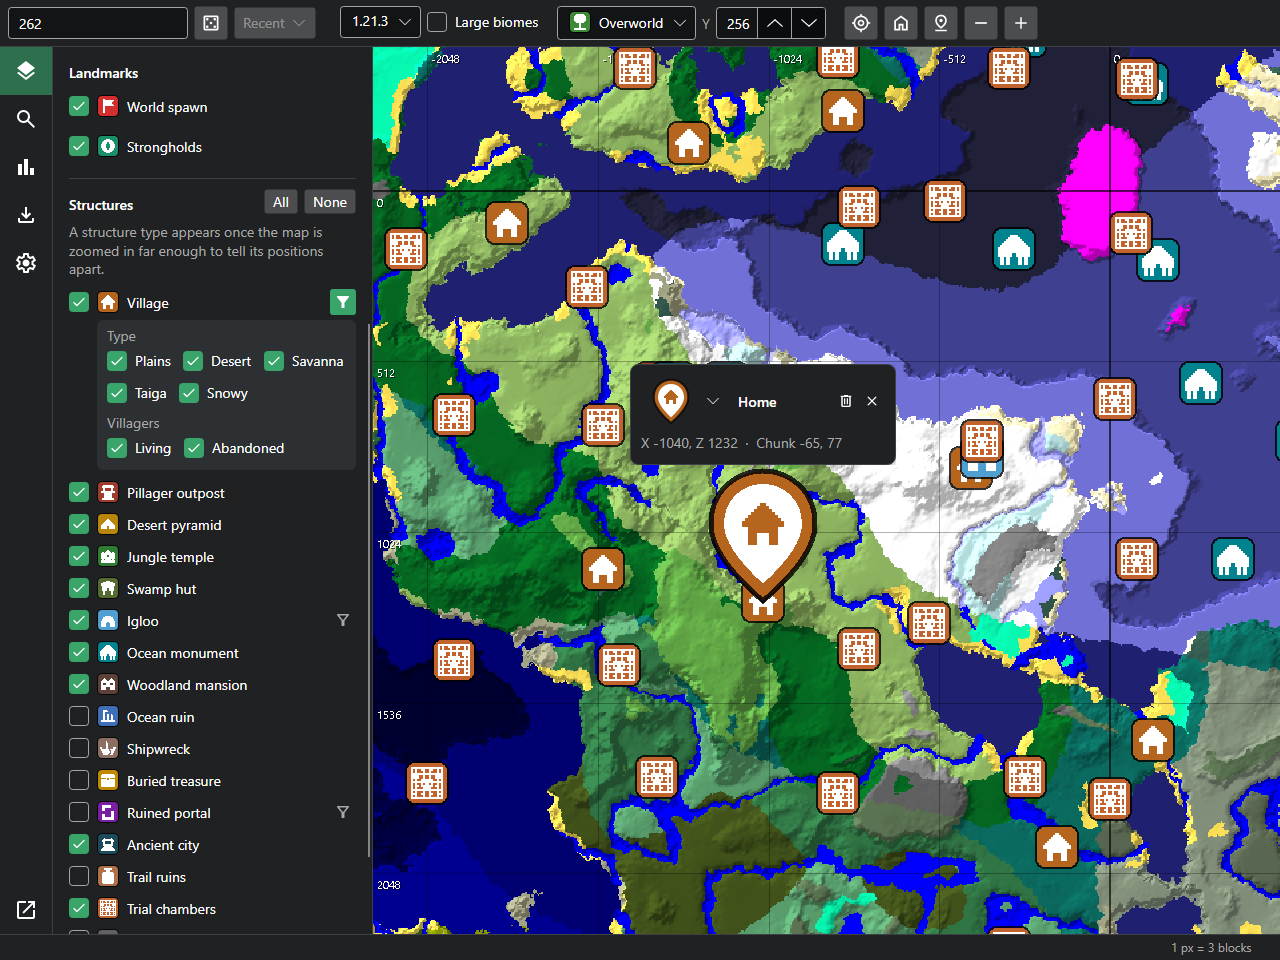 262
Recent
1.21.3
Large biomes
Overworld
Y
256
Landmarks
World spawn
Strongholds
Structures
All
None
A structure type appears once the map is
zoomed in far enough to tell its positions
apart.
Village
Type
Plains
Desert
Savanna
Taiga
Snowy
Villagers
Living
Abandoned
Pillager outpost
Desert pyramid
Jungle temple
Swamp hut
Igloo
Ocean monument
Woodland mansion
Ocean ruin
Shipwreck
Buried treasure
Ruined portal
Ancient city
Trail ruins
Trial chambers
-2048
-1024
-512
0
0
512
1024
1536
2048
Home
X -1040, Z 1232 · Chunk -65, 77
1 px = 3 blocks